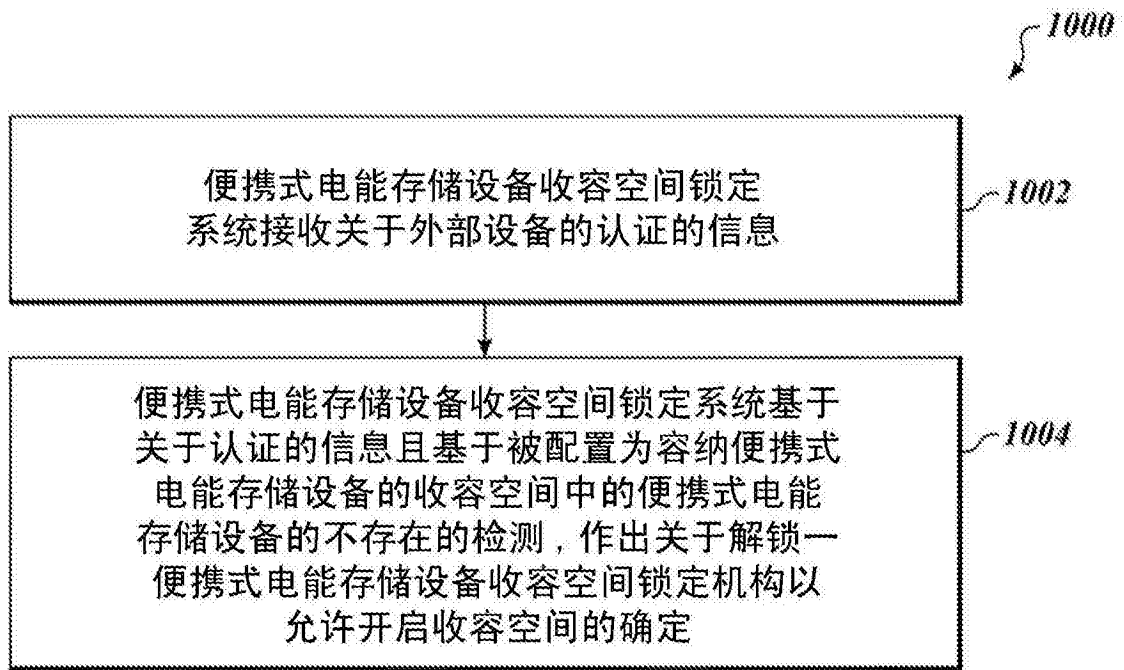 1000
便携式电能存储设备收容空间锁定
系统接收关于外部设备的认证的信息
1002
便携式电能存储设备收容空间锁定系统基于
关于认证的信息且基于被配置为容纳便携式
电能存储设备的收容空间中的便携式电能
存储设备的不存在的检测，作出关于解锁一
便携式电能存储设备收容空间锁定机构以
允许开启收容空间的确定
1004